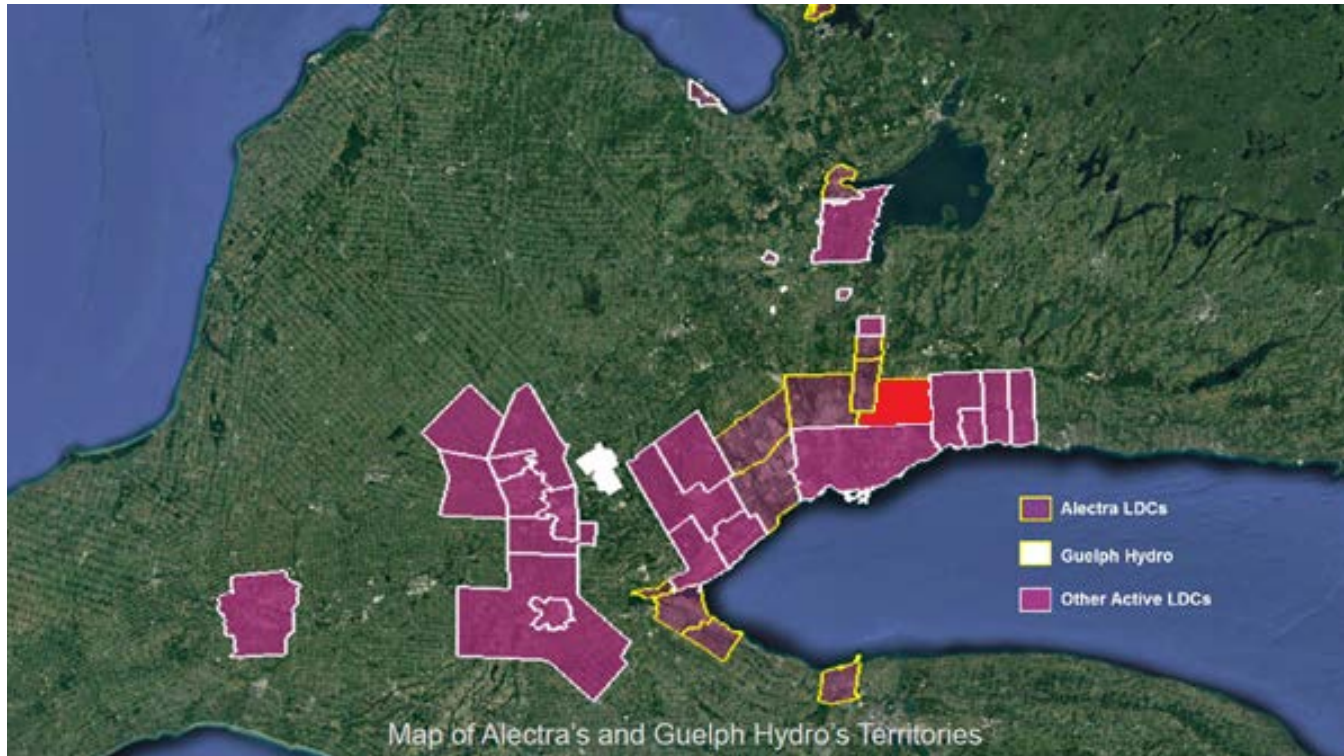 Alectra LDCs
Guelph Hydro
Other Active LDCs
Map of Alectra's and Guelph Hydro's Territories